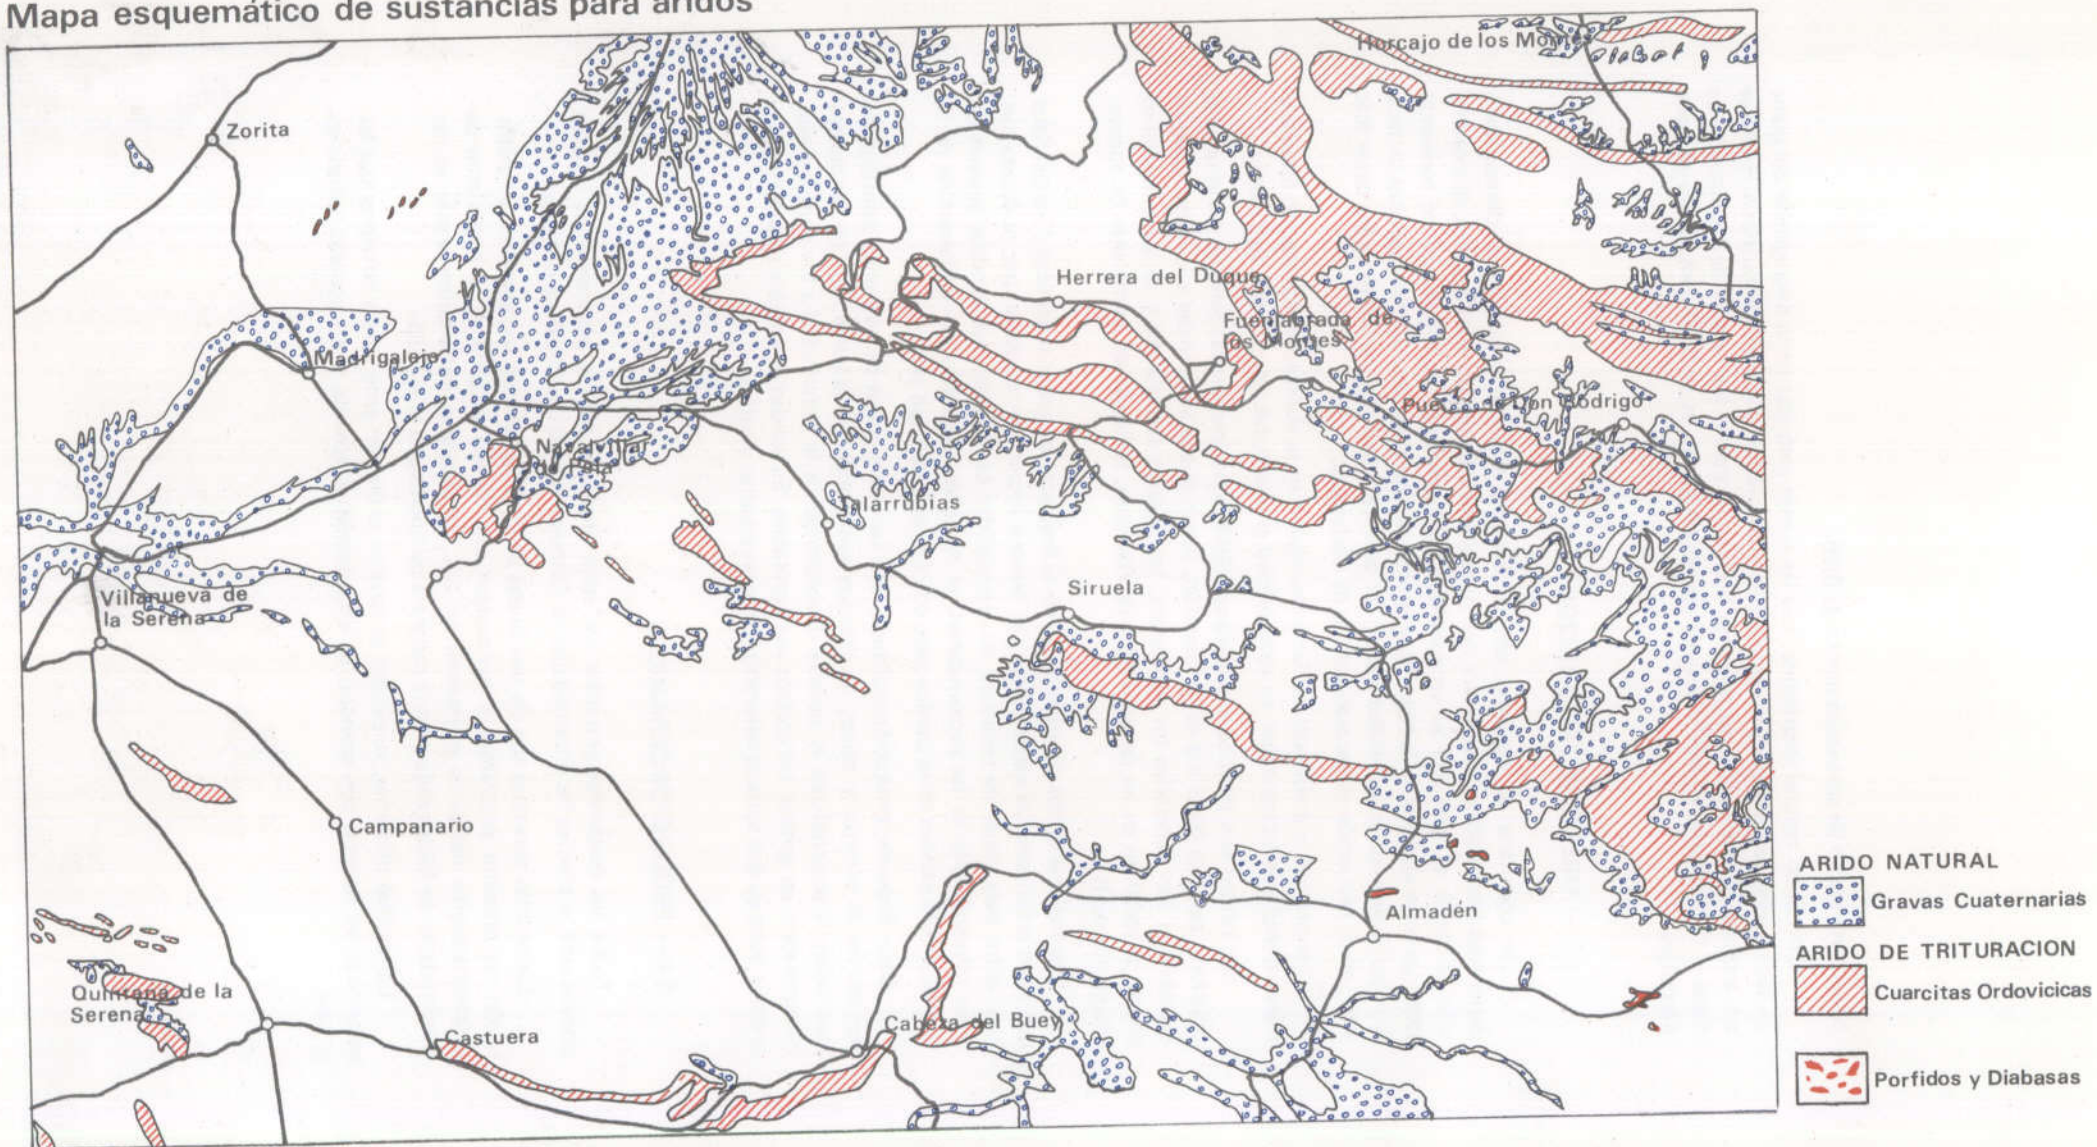 Mapa esquemático de sustancias para áridos
Horcajo de los Montes
Zorita
Herrera del Duque
Fuenlabrada de
los Montes
Madrigalejo
de Don Rodrigo
Navalvillar
de Pela
Talarrubias
Siruela
Villanueva de
la Serena
Campanario
Almadén
Quintana de la
Serena
Castuera
Cabeza del Buey
ARIDO NATURAL
Gravas Cuaternarias
ARIDO DE TRITURACION
Cuarcitas Ordovicicas
Porfidos y Diabasas